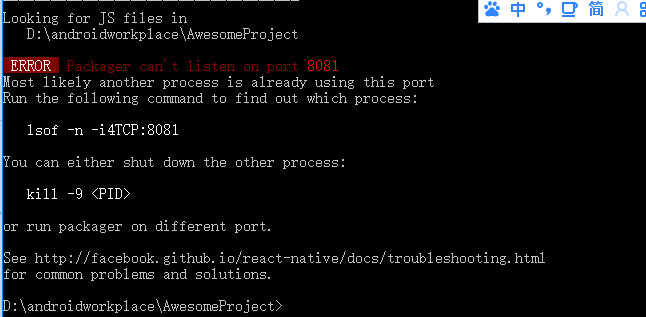 Looking for JS files in
D:\androidworkplace\AwesomeProject
ERROR Packager can't listen on port 8081
Most likely another process is already using this port
Run the following command to find out which process:
lsof -n -i4TCP:8081
You can either shut down the other process:
kill -9 <PID>
or run packager on different port.
See http://facebook.github.io/react-native/docs/troubleshooting.html
for common problems and solutions.
D:\androidworkplace\AwesomeProject>
中 简